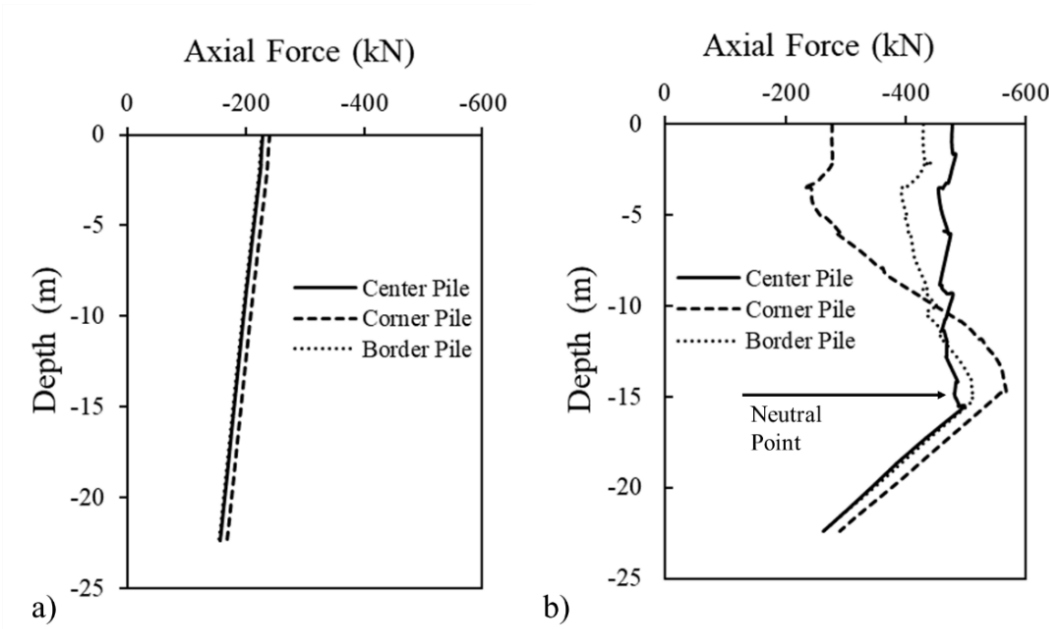 Axial Force (kN)
0 -200 -400 -600
0
-5
-10
-15
-20
-25
Depth (m)
Center Pile
Corner Pile
Border Pile
a)
Axial Force (kN)
0 -200 -400 -600
0
-5
-10
-15
-20
-25
Depth (m)
Center Pile
Corner Pile
Border Pile
Neutral
Point
b)